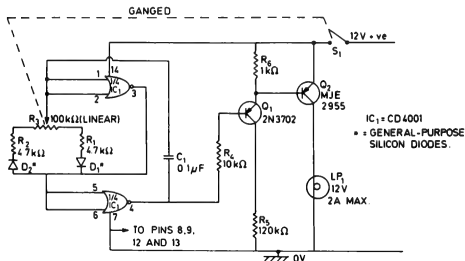 GANGED
S1
12V +ve
1
14
1/4
IC1
2
3
R3
100kΩ(LINEAR)
R6
1kΩ
Q2
MJE
2955
Q1
2N3702
IC1 = CD4001
* = GENERAL-PURPOSE
SILICON DIODES.
R2
4.7kΩ
R1
4.7kΩ
D2*
D1*
C1
0.1µF
R4
10kΩ
LP1
12V
2A MAX.
5
1/4
IC1
6
7
4
R5
120kΩ
TO PINS 8,9,
12 AND 13
0V